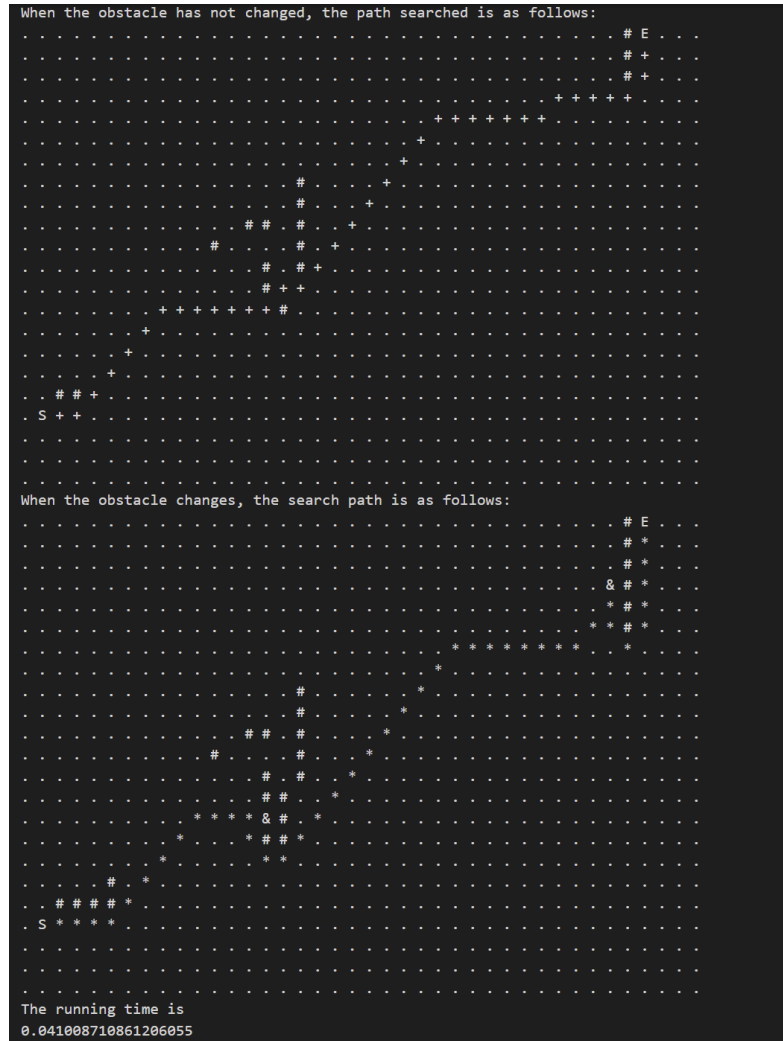 When the obstacle has not changed, the path searched is as follows:
. . . . . . . . . . . . . . . . . . . . . . . . . . . . . . . . . . . # E . . .
. . . . . . . . . . . . . . . . . . . . . . . . . . . . . . . . . . . # + . . .
. . . . . . . . . . . . . . . . . . . . . . . . . . . . . . . . . . . # + . . .
. . . . . . . . . . . . . . . . . . . . . . . . . . . . . . . + + + + + . . . .
. . . . . . . . . . . . . . . . . . . . . . . . + + + + + + + . . . . . . . . .
. . . . . . . . . . . . . . . . . . . . . . . + . . . . . . . . . . . . . . . .
. . . . . . . . . . . . . . . . . . . . . . + . . . . . . . . . . . . . . . . .
. . . . . . . . . . . . . . . . # . . . . + . . . . . . . . . . . . . . . . . .
. . . . . . . . . . . . . . . . # . . . + . . . . . . . . . . . . . . . . . . .
. . . . . . . . . . . . . # # . # . . + . . . . . . . . . . . . . . . . . . . .
. . . . . . . . . . . # . . . . # . + . . . . . . . . . . . . . . . . . . . . .
. . . . . . . . . . . . . . # . # + . . . . . . . . . . . . . . . . . . . . . .
. . . . . . . . . . . . . . # + + . . . . . . . . . . . . . . . . . . . . . . .
. . . . . . . . + + + + + + + # . . . . . . . . . . . . . . . . . . . . . . . .
. . . . . . . + . . . . . . . . . . . . . . . . . . . . . . . . . . . . . . . .
. . . . . . + . . . . . . . . . . . . . . . . . . . . . . . . . . . . . . . . .
. . . . . + . . . . . . . . . . . . . . . . . . . . . . . . . . . . . . . . . .
. . # # + . . . . . . . . . . . . . . . . . . . . . . . . . . . . . . . . . . .
. S + + . . . . . . . . . . . . . . . . . . . . . . . . . . . . . . . . . . . .
. . . . . . . . . . . . . . . . . . . . . . . . . . . . . . . . . . . . . . . .
. . . . . . . . . . . . . . . . . . . . . . . . . . . . . . . . . . . . . . . .
. . . . . . . . . . . . . . . . . . . . . . . . . . . . . . . . . . . . . . . .
When the obstacle changes, the search path is as follows:
. . . . . . . . . . . . . . . . . . . . . . . . . . . . . . . . . . . # E . . .
. . . . . . . . . . . . . . . . . . . . . . . . . . . . . . . . . . . # * . . .
. . . . . . . . . . . . . . . . . . . . . . . . . . . . . . . . . . . # * . . .
. . . . . . . . . . . . . . . . . . . . . . . . . . . . . . . . . . & # * . . .
. . . . . . . . . . . . . . . . . . . . . . . . . . . . . . . . . . * # * . . .
. . . . . . . . . . . . . . . . . . . . . . . . . . . . . . . . . * * # * . . .
. . . . . . . . . . . . . . . . . . . . . . . . . * * * * * * * * . . * . . . .
. . . . . . . . . . . . . . . . . . . . . . . . * . . . . . . . . . . . . . . .
. . . . . . . . . . . . . . . . # . . . . . . * . . . . . . . . . . . . . . . .
. . . . . . . . . . . . . . . . # . . . . . * . . . . . . . . . . . . . . . . .
. . . . . . . . . . . . . # # . # . . . . * . . . . . . . . . . . . . . . . . .
. . . . . . . . . . . # . . . . # . . . * . . . . . . . . . . . . . . . . . . .
. . . . . . . . . . . . . . # . # . . * . . . . . . . . . . . . . . . . . . . .
. . . . . . . . . . . . . . # # . . * . . . . . . . . . . . . . . . . . . . . .
. . . . . . . . . . * * * * & # . * . . . . . . . . . . . . . . . . . . . . . .
. . . . . . . . . * . . . * # # * . . . . . . . . . . . . . . . . . . . . . . .
. . . . . . . . * . . . . . * * . . . . . . . . . . . . . . . . . . . . . . . .
. . . . . # . * . . . . . . . . . . . . . . . . . . . . . . . . . . . . . . . .
. . # # # # * . . . . . . . . . . . . . . . . . . . . . . . . . . . . . . . . .
. S * * * * . . . . . . . . . . . . . . . . . . . . . . . . . . . . . . . . . .
. . . . . . . . . . . . . . . . . . . . . . . . . . . . . . . . . . . . . . . .
. . . . . . . . . . . . . . . . . . . . . . . . . . . . . . . . . . . . . . . .
. . . . . . . . . . . . . . . . . . . . . . . . . . . . . . . . . . . . . . . .
The running time is
0.041008710861206055